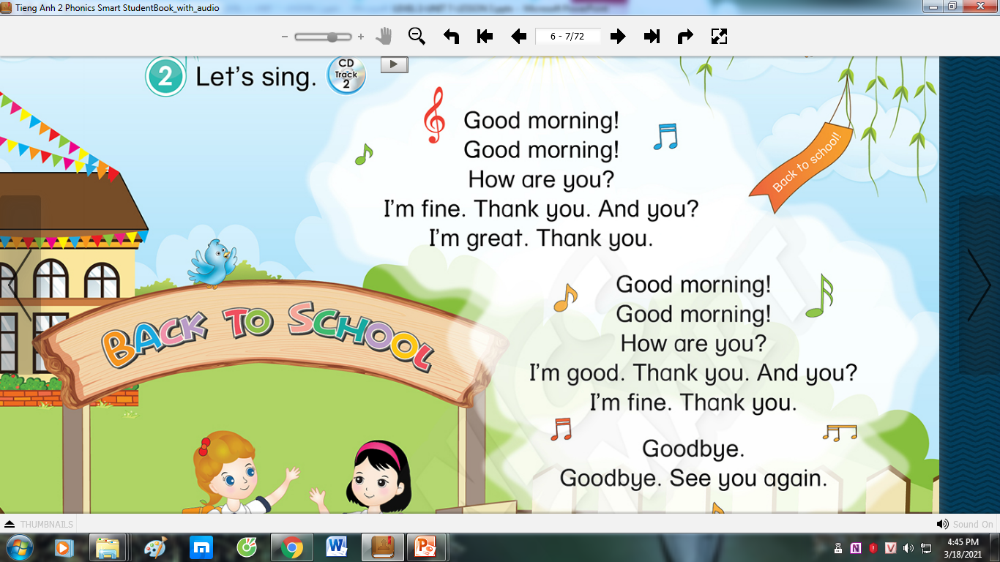 Tieng Anh 2 Phonics Smart StudentBook_with_audio
6 - 7/72
2 Let's sing. CD Track 2
Good morning!
Good morning!
How are you?
I'm fine. Thank you. And you?
I'm great. Thank you.
Back to school!
Good morning!
Good morning!
How are you?
I'm good. Thank you. And you?
I'm fine. Thank you.
BACK TO SCHOOL
Goodbye.
Goodbye. See you again.
THUMBNAILS
Sound On
4:45 PM
3/18/2021